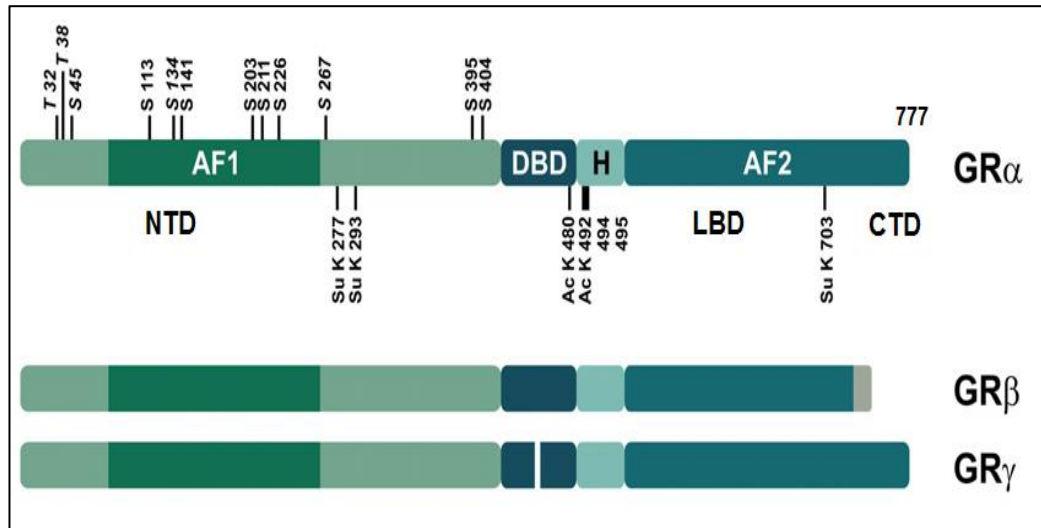 T 32
T 38
S 45
S 113
S 134
S 141
S 203
S 211
S 226
S 267
S 395
S 404
777
AF1
DBD
H
AF2
GRα
NTD
LBD
CTD
Su K 277
Su K 293
Ac K 480
Ac K 492
494
495
Su K 703
GRβ
GRγ